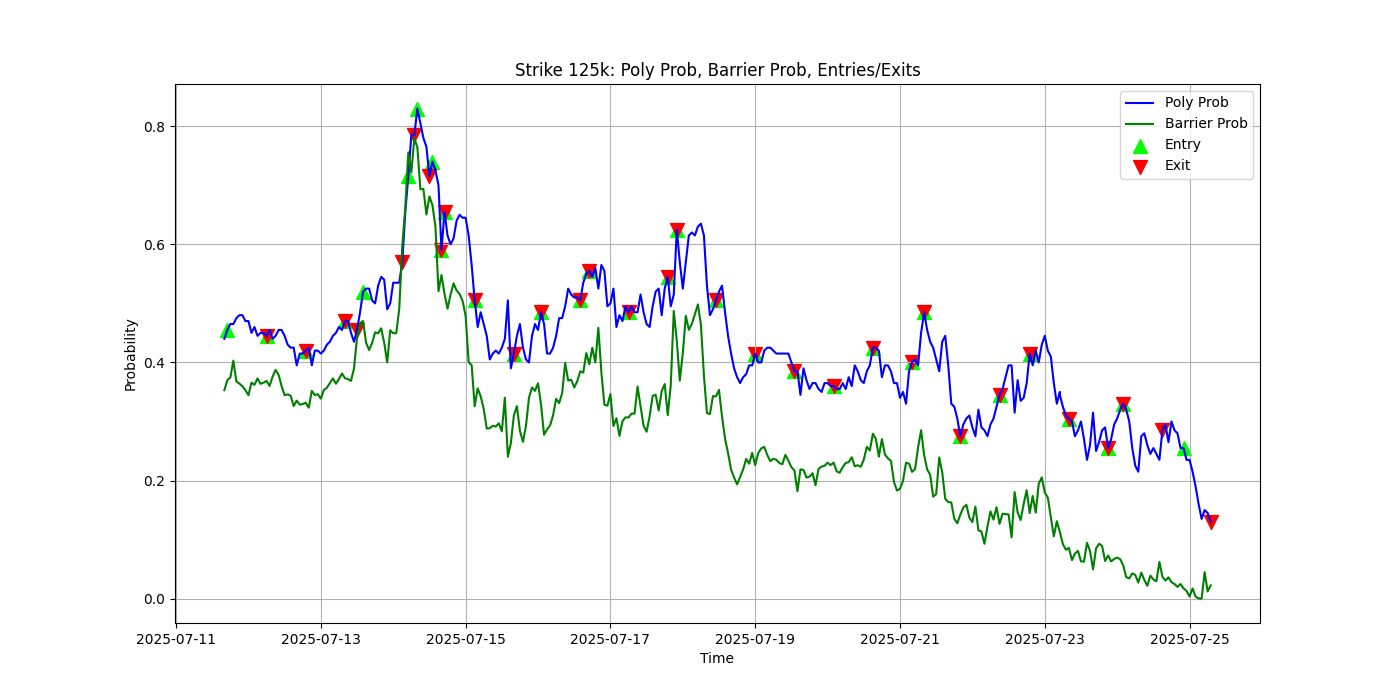 Strike 125k: Poly Prob, Barrier Prob, Entries/Exits
Poly Prob
Barrier Prob
Entry
Exit
Probability
0.8
0.6
0.4
0.2
0.0
2025-07-11 2025-07-13 2025-07-15 2025-07-17 2025-07-19 2025-07-21 2025-07-23 2025-07-25
Time